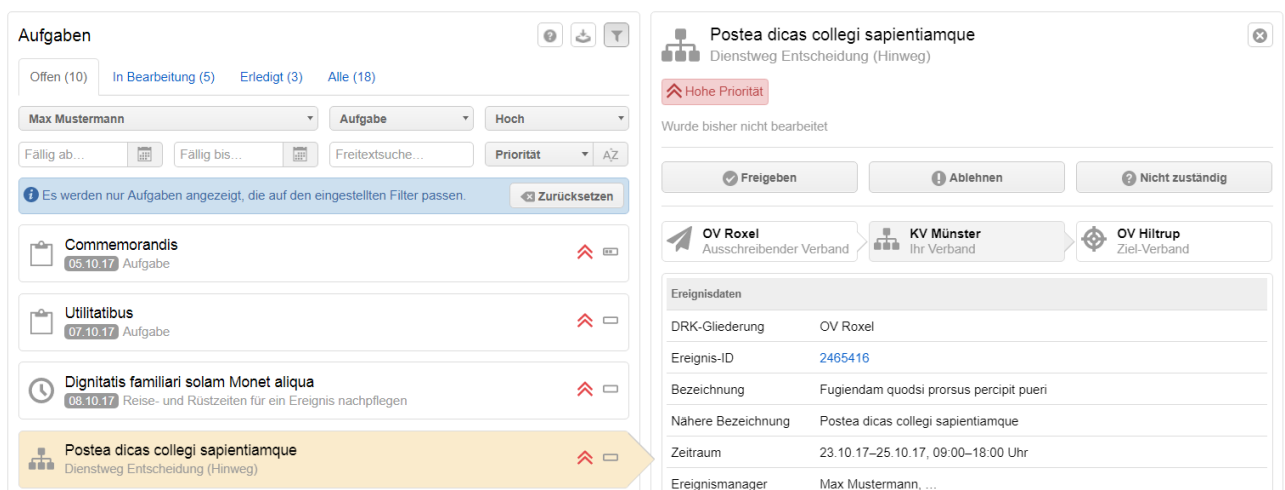 Aufgaben
Offen (10) In Bearbeitung (5) Erledigt (3) Alle (18)
Max Mustermann Aufgabe Hoch
Fällig ab... Fällig bis... Freitextsuche... Priorität AZ
Es werden nur Aufgaben angezeigt, die auf den eingestellten Filter passen. Zurücksetzen
Commemorandis
05.10.17 Aufgabe
Utilitatibus
07.10.17 Aufgabe
Dignitatis familiari solam Monet aliqua
08.10.17 Reise- und Rüstzeiten für ein Ereignis nachpflegen
Postea dicas collegi sapientiamque
Dienstweg Entscheidung (Hinweg)
Postea dicas collegi sapientiamque
Dienstweg Entscheidung (Hinweg)
Hohe Priorität
Wurde bisher nicht bearbeitet
Freigeben Ablehnen Nicht zuständig
OV Roxel
Ausschreibender Verband
KV Münster
Ihr Verband
OV Hiltrup
Ziel-Verband
Ereignisdaten
DRK-Gliederung OV Roxel
Ereignis-ID 2465416
Bezeichnung Fugiendam quodsi prorsus percipit pueri
Nähere Bezeichnung Postea dicas collegi sapientiamque
Zeitraum 23.10.17–25.10.17, 09:00–18:00 Uhr
Ereignismanager Max Mustermann, ...